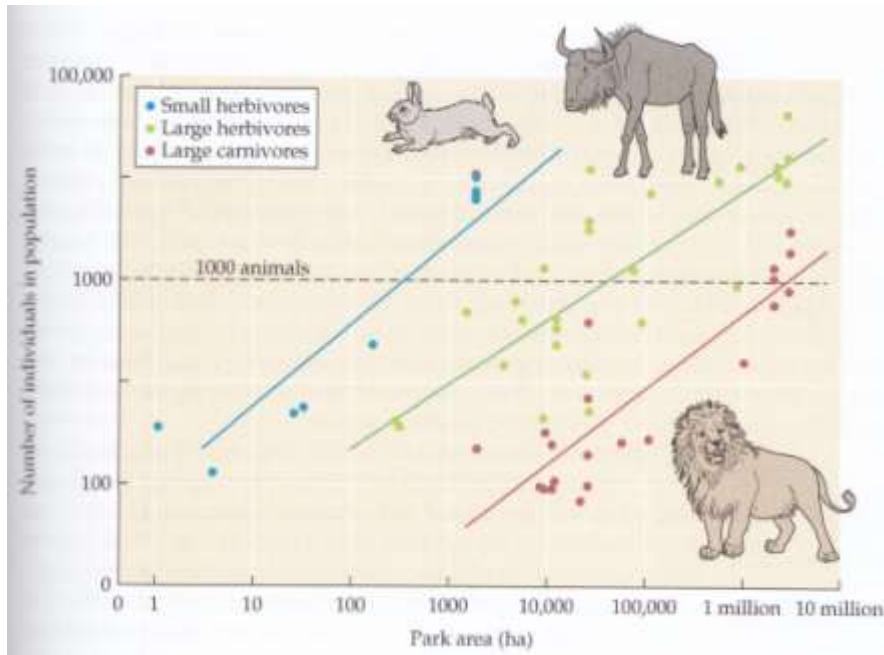 100,000
Small herbivores
Large herbivores
Large carnivores
1000
1000 animals
100
0
Number of individuals in population
0 1 10 100 1000 10,000 100,000 1 million 10 million
Park area (ha)